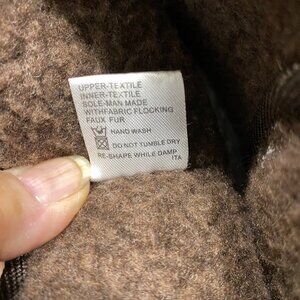 UPPER-TEXTILE
INNER-TEXTILE
SOLE-MAN MADE
WITHFABRIC FLOCKING
FAUX FUR
HAND WASH
DO NOT TUMBLE DRY
RE-SHAPE WHILE DAMP
ITA